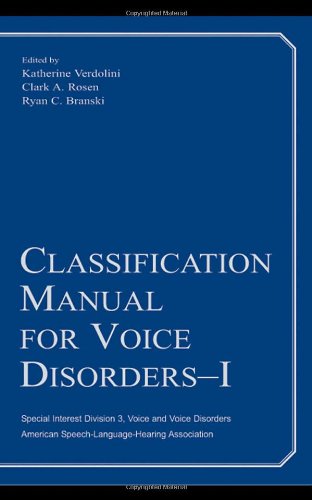 Edited by
Katherine Verdolini
Clark A. Rosen
Ryan C. Branski
CLASSIFICATION
MANUAL
FOR VOICE
DISORDERS–I
Special Interest Division 3, Voice and Voice Disorders
American Speech-Language-Hearing Association